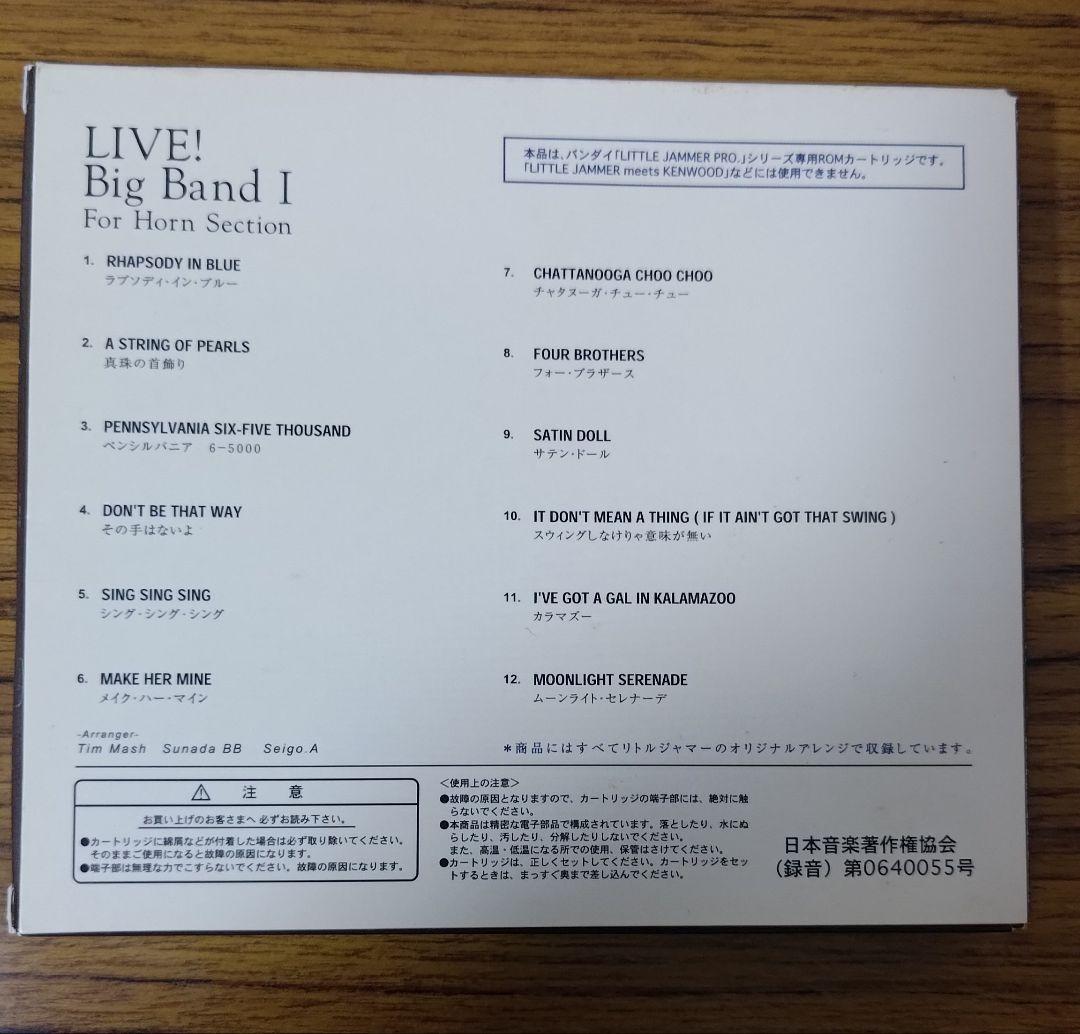 LIVE!
Big Band I
For Horn Section
本品は、バンダイ「LITTLE JAMMER PRO.」シリーズ専用ROMカートリッジです。
「LITTLE JAMMER meets KENWOOD」などには使用できません。
1. RHAPSODY IN BLUE
ラプソディ・イン・ブルー
2. A STRING OF PEARLS
真珠の首飾り
3. PENNSYLVANIA SIX-FIVE THOUSAND
ペンシルバニア 6-5000
4. DON'T BE THAT WAY
その手はないよ
5. SING SING SING
シング・シング・シング
6. MAKE HER MINE
メイク・ハー・マイン
7. CHATTANOOGA CHOO CHOO
チャタヌーガ・チュー・チュー
8. FOUR BROTHERS
フォー・ブラザース
9. SATIN DOLL
サテン・ドール
10. IT DON'T MEAN A THING ( IF IT AIN'T GOT THAT SWING )
スウィングしなけりゃ意味が無い
11. I'VE GOT A GAL IN KALAMAZOO
カラマズー
12. MOONLIGHT SERENADE
ムーンライト・セレナーデ
-Arranger-
Tim Mash Sunada BB Seigo.A
＊商品にはすべてリトルジャマーのオリジナルアレンジで収録しています。
注 意
お買い上げのお客さまへ 必ずお読み下さい。
●カートリッジに綿屑などが付着した場合は必ず取り除いてください。
そのままご使用になると故障の原因になります。
●端子部は無理な力でこすらないでください。故障の原因になります。
＜使用上の注意＞
●故障の原因となりますので、カートリッジの端子部には、絶対に触
らないでください。
●本商品は精密な電子部品で構成されています。落としたり、水にぬ
らしたり、汚したり、分解したりしないでください。
また、高温・低温になる所での使用、保管はさけてください。
●カートリッジは、正しくセットしてください。カートリッジをセッ
トするときは、まっすぐ奥まで差し込んでください。
日本音楽著作権協会
（録音）第0640055号